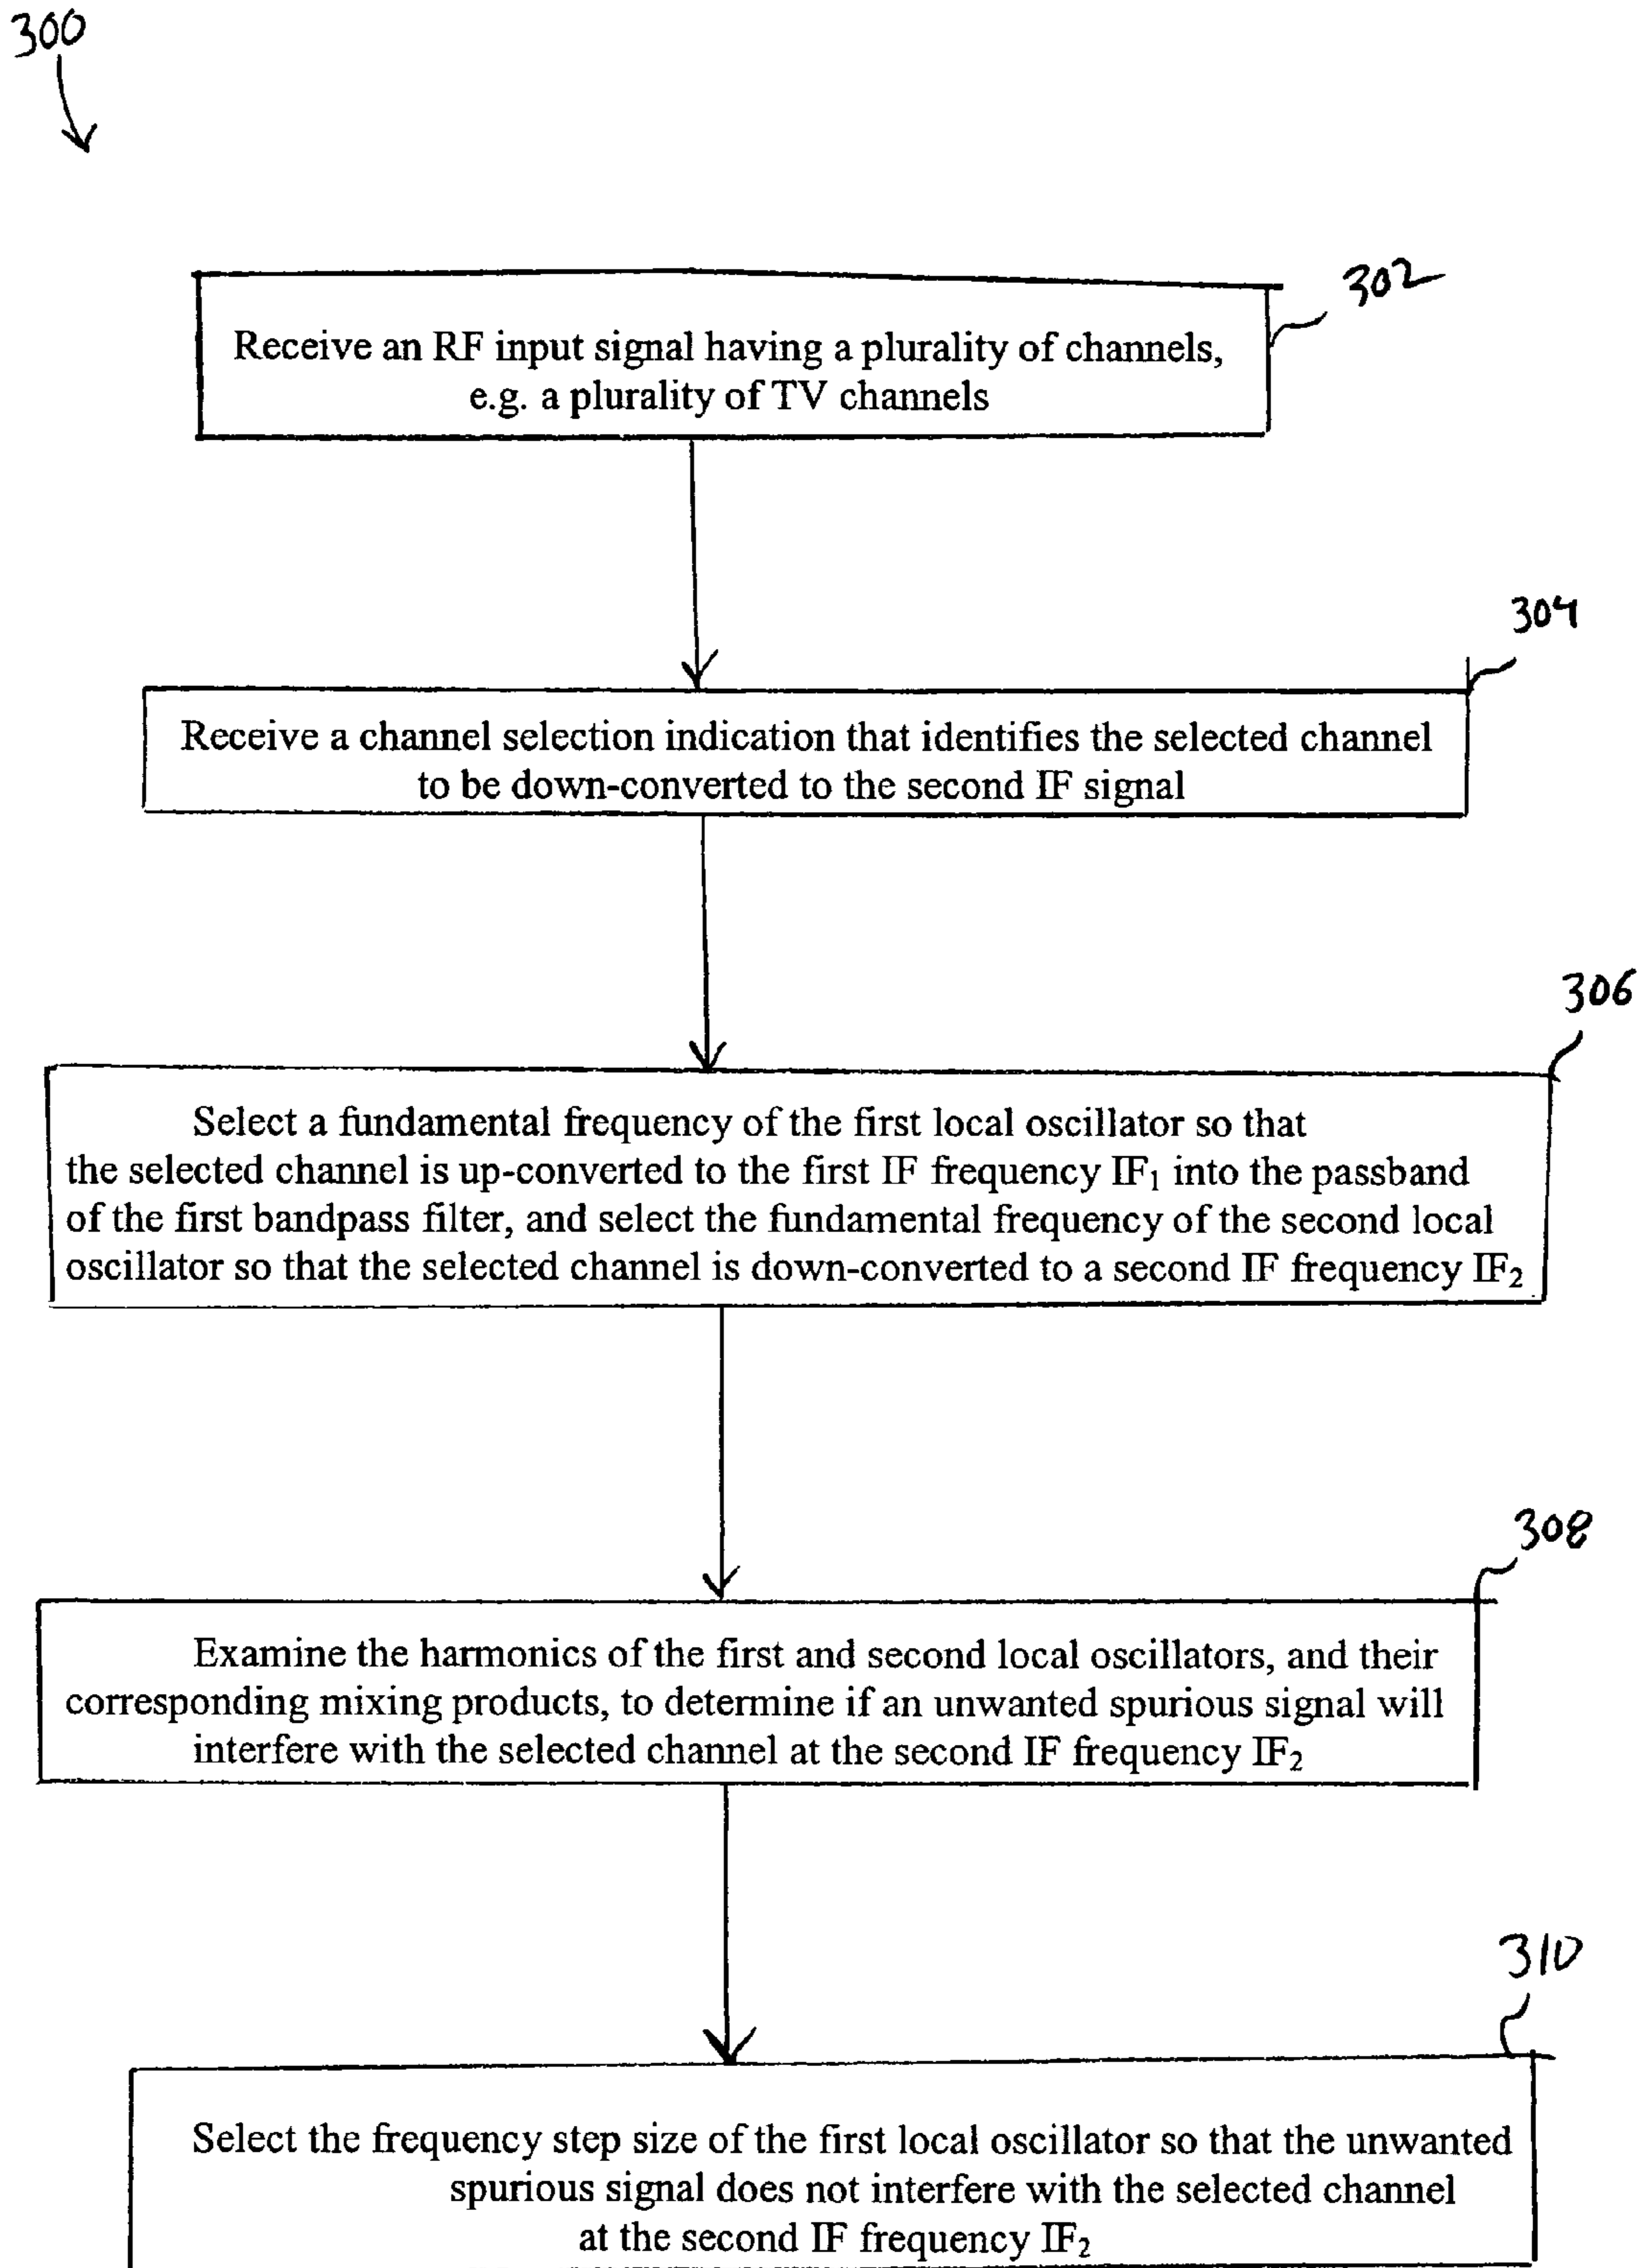 300
302
Receive an RF input signal having a plurality of channels,
e.g. a plurality of TV channels
304
Receive a channel selection indication that identifies the selected channel
to be down-converted to the second IF signal
306
Select a fundamental frequency of the first local oscillator so that
the selected channel is up-converted to the first IF frequency IF₁ into the passband
of the first bandpass filter, and select the fundamental frequency of the second local
oscillator so that the selected channel is down-converted to a second IF frequency IF₂
308
Examine the harmonics of the first and second local oscillators, and their
corresponding mixing products, to determine if an unwanted spurious signal will
interfere with the selected channel at the second IF frequency IF₂
310
Select the frequency step size of the first local oscillator so that the unwanted
spurious signal does not interfere with the selected channel
at the second IF frequency IF₂